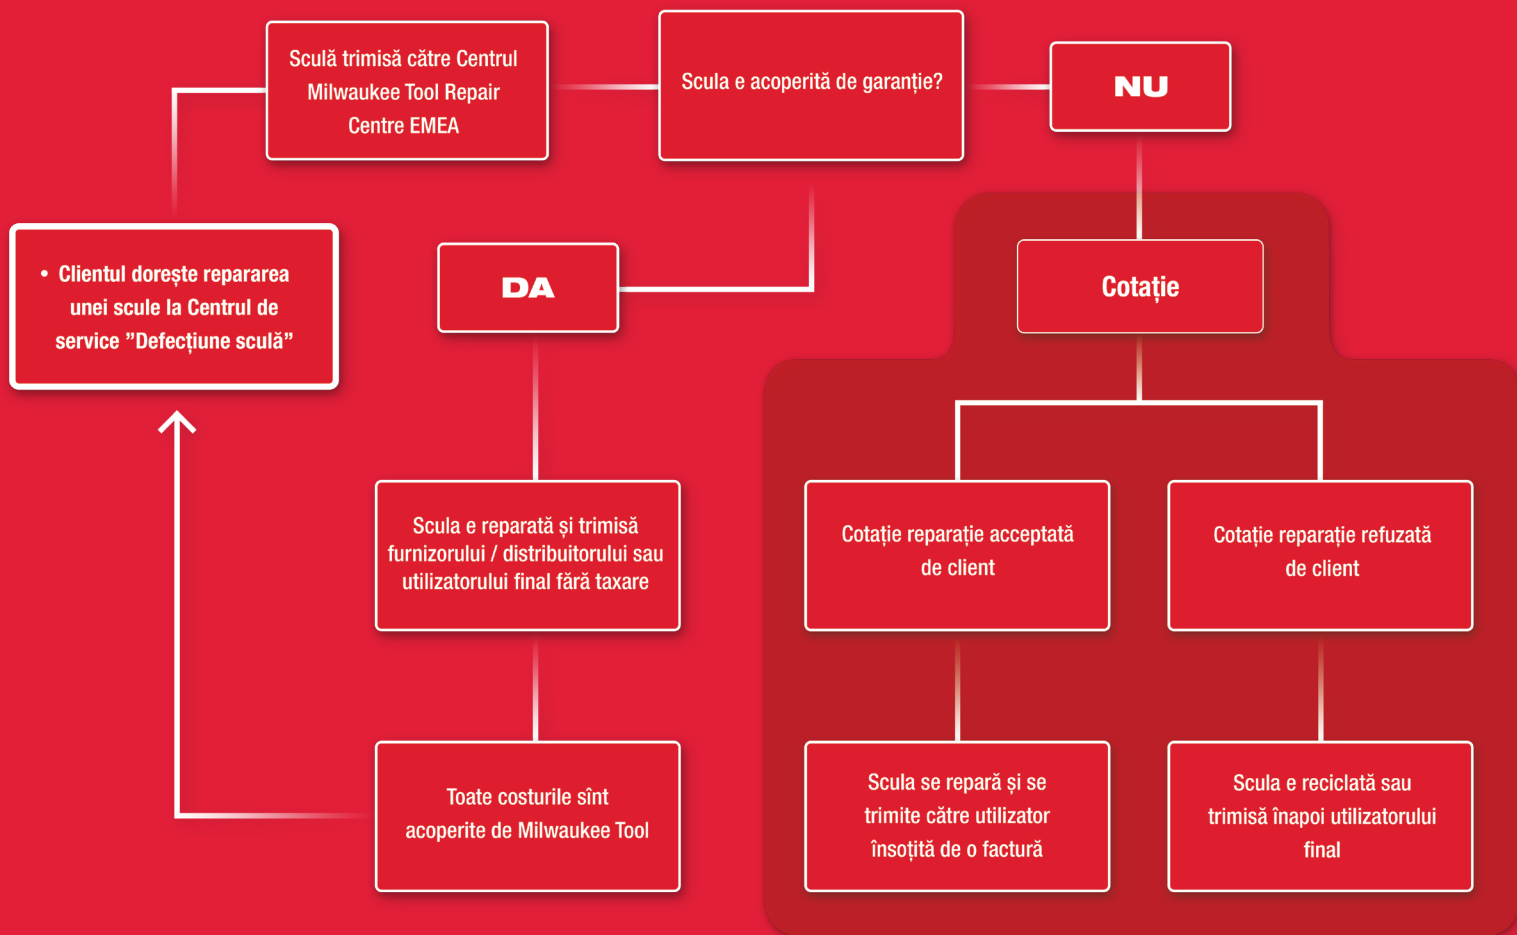 Sculă trimisă către Centrul
Milwaukee Tool Repair
Centre EMEA
Scula e acoperită de garanție?
NU
• Clientul dorește repararea
unei scule la Centrul de
service ”Defecțiune sculă”
DA
Cotație
Scula e reparată și trimisă
furnizorului / distribuitorului sau
utilizatorului final fără taxare
Cotație reparație acceptată
de client
Cotație reparație refuzată
de client
Toate costurile sînt
acoperite de Milwaukee Tool
Scula se repară și se
trimite către utilizator
însoțită de o factură
Scula e reciclată sau
trimisă înapoi utilizatorului
final